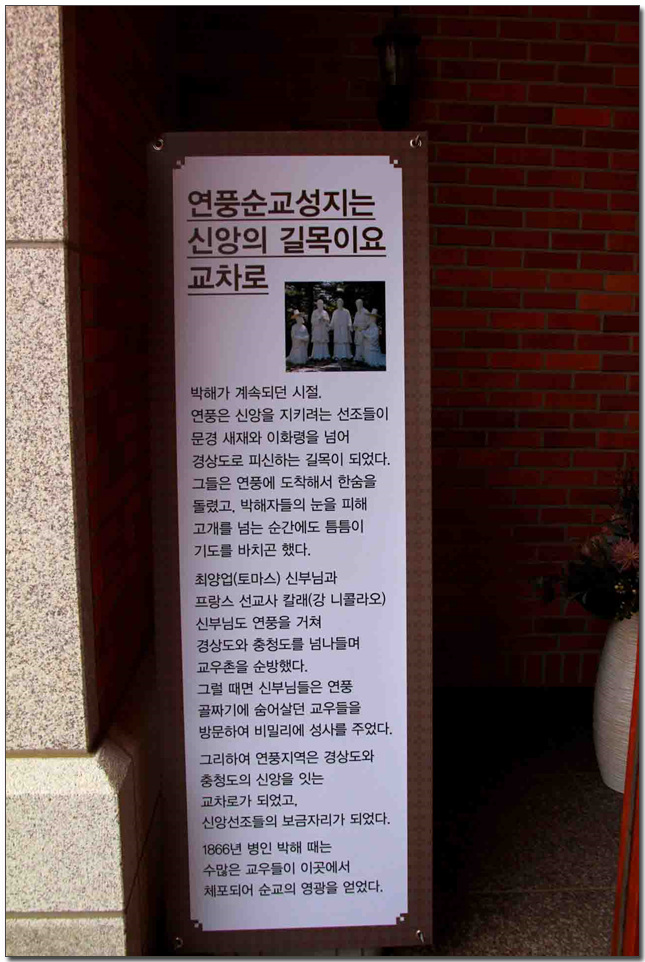 연풍순교성지는
신앙의 길목이요
교차로
박해가 계속되던 시절.
연풍은 신앙을 지키려는 선조들이
문경 새재와 이화령을 넘어
경상도로 피신하는 길목이 되었다.
그들은 연풍에 도착해서 한숨을
돌렸고, 박해자들의 눈을 피해
고개를 넘는 순간에도 틈틈이
기도를 바치곤 했다.
최양업(토마스) 신부님과
프랑스 선교사 칼래(강 니콜라오)
신부님도 연풍을 거쳐
경상도와 충청도를 넘나들며
교우촌을 순방했다.
그럴 때면 신부님들은 연풍
골짜기에 숨어살던 교우들을
방문하여 비밀리에 성사를 주었다.
그리하여 연풍지역은 경상도와
충청도의 신앙을 잇는
교차로가 되었고,
신앙선조들의 보금자리가 되었다.
1866년 병인 박해 때는
수많은 교우들이 이곳에서
체포되어 순교의 영광을 얻었다.